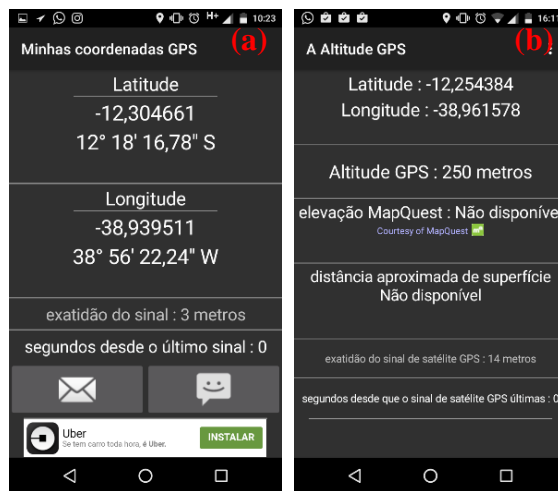 10:23
Minhas coordenadas GPS
(a)
Latitude
-12,304661
12° 18' 16,78" S
Longitude
-38,939511
38° 56' 22,24" W
exatidão do sinal : 3 metros
segundos desde o último sinal : 0
Uber
Se tem carro toda hora, é Uber.
INSTALAR
H+
16:11
A Altitude GPS
(b)
Latitude : -12,254384
Longitude : -38,961578
Altitude GPS : 250 metros
elevação MapQuest : Não disponíve
Courtesy of MapQuest
distância aproximada de superfície
Não disponível
exatidão do sinal de satélite GPS : 14 metros
segundos desde que o sinal de satélite GPS últimas : 0